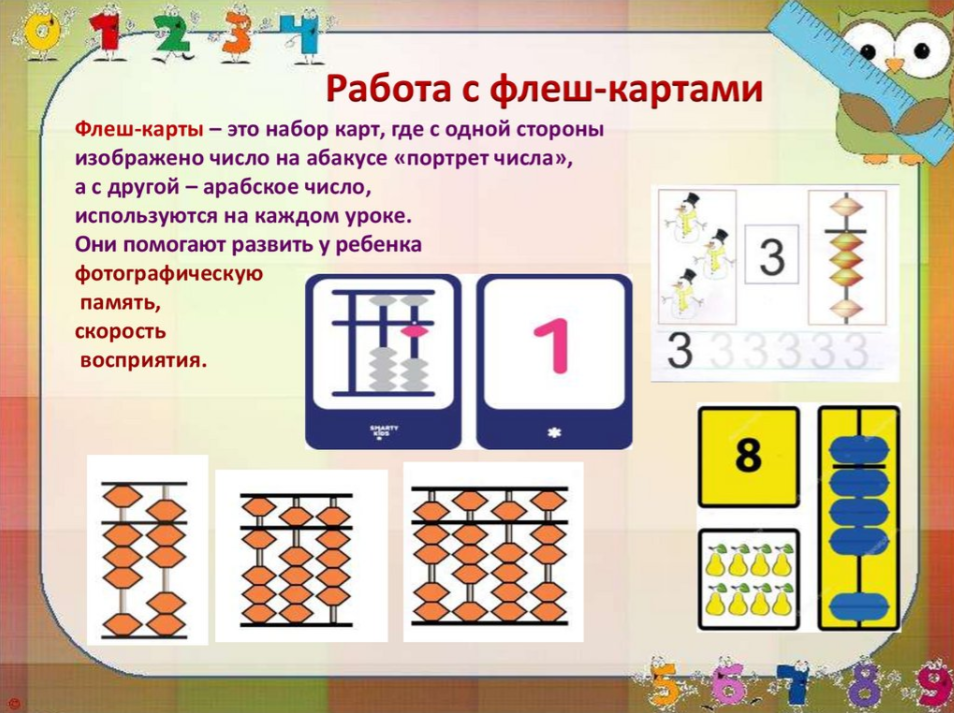 0 1 2 3 4
Работа с флеш-картами
Флеш-карты – это набор карт, где с одной стороны
изображено число на абакусе «портрет числа»,
а с другой – арабское число,
используются на каждом уроке.
Они помогают развить у ребенка
фотографическую
память,
скорость
восприятия.
3
3 3 3 3 3 3
1
SMARTY
KIDS
*
8
5 6 7 8 9
©